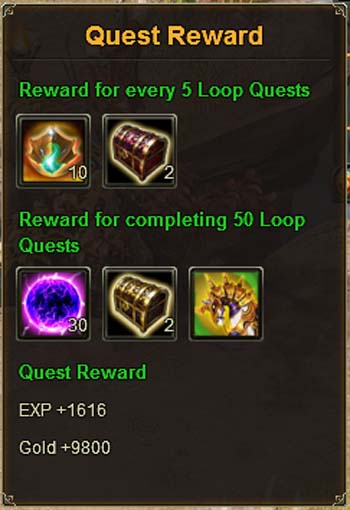 Quest Reward
Reward for every 5 Loop Quests
10
2
Reward for completing 50 Loop
Quests
30
2
Quest Reward
EXP +1616
Gold +9800